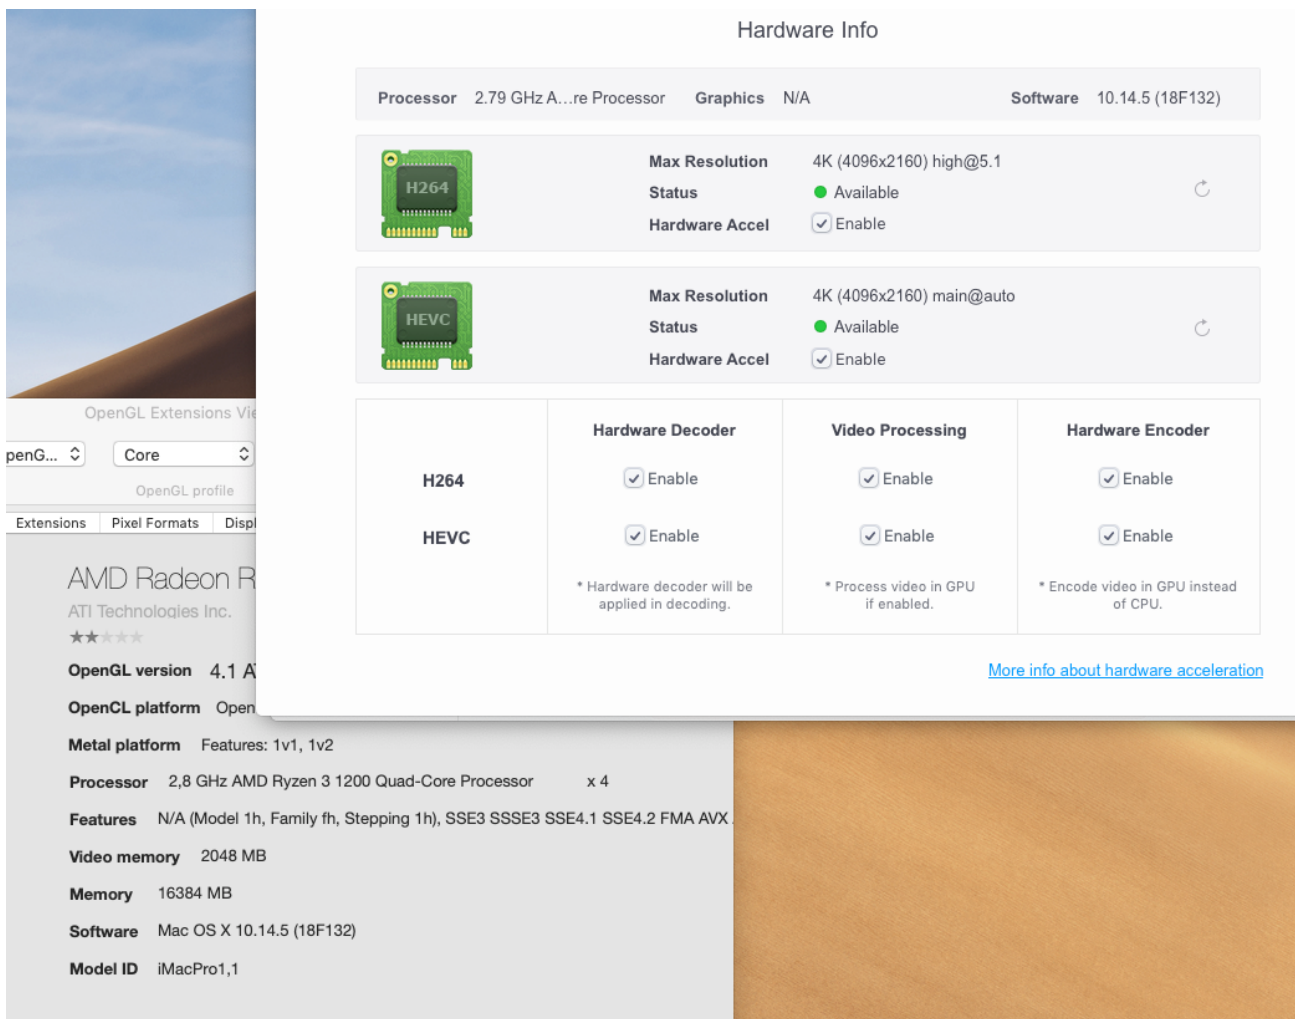 Hardware Info
Processor 2.79 GHz A...re Processor Graphics N/A Software 10.14.5 (18F132)
H264
Max Resolution 4K (4096x2160) high@5.1
Status Available
Hardware Accel Enable
HEVC
Max Resolution 4K (4096x2160) main@auto
Status Available
Hardware Accel Enable
Hardware Decoder Video Processing Hardware Encoder
H264 Enable Enable Enable
HEVC Enable Enable Enable
* Hardware decoder will be applied in decoding.
* Process video in GPU if enabled.
* Encode video in GPU instead of CPU.
More info about hardware acceleration
OpenGL Extensions Vie
penG... Core
OpenGL profile
Extensions Pixel Formats Displ
AMD Radeon R
ATI Technologies Inc.
OpenGL version 4.1 A
OpenCL platform Open
Metal platform Features: 1v1, 1v2
Processor 2,8 GHz AMD Ryzen 3 1200 Quad-Core Processor x 4
Features N/A (Model 1h, Family fh, Stepping 1h), SSE3 SSSE3 SSE4.1 SSE4.2 FMA AVX
Video memory 2048 MB
Memory 16384 MB
Software Mac OS X 10.14.5 (18F132)
Model ID iMacPro1,1